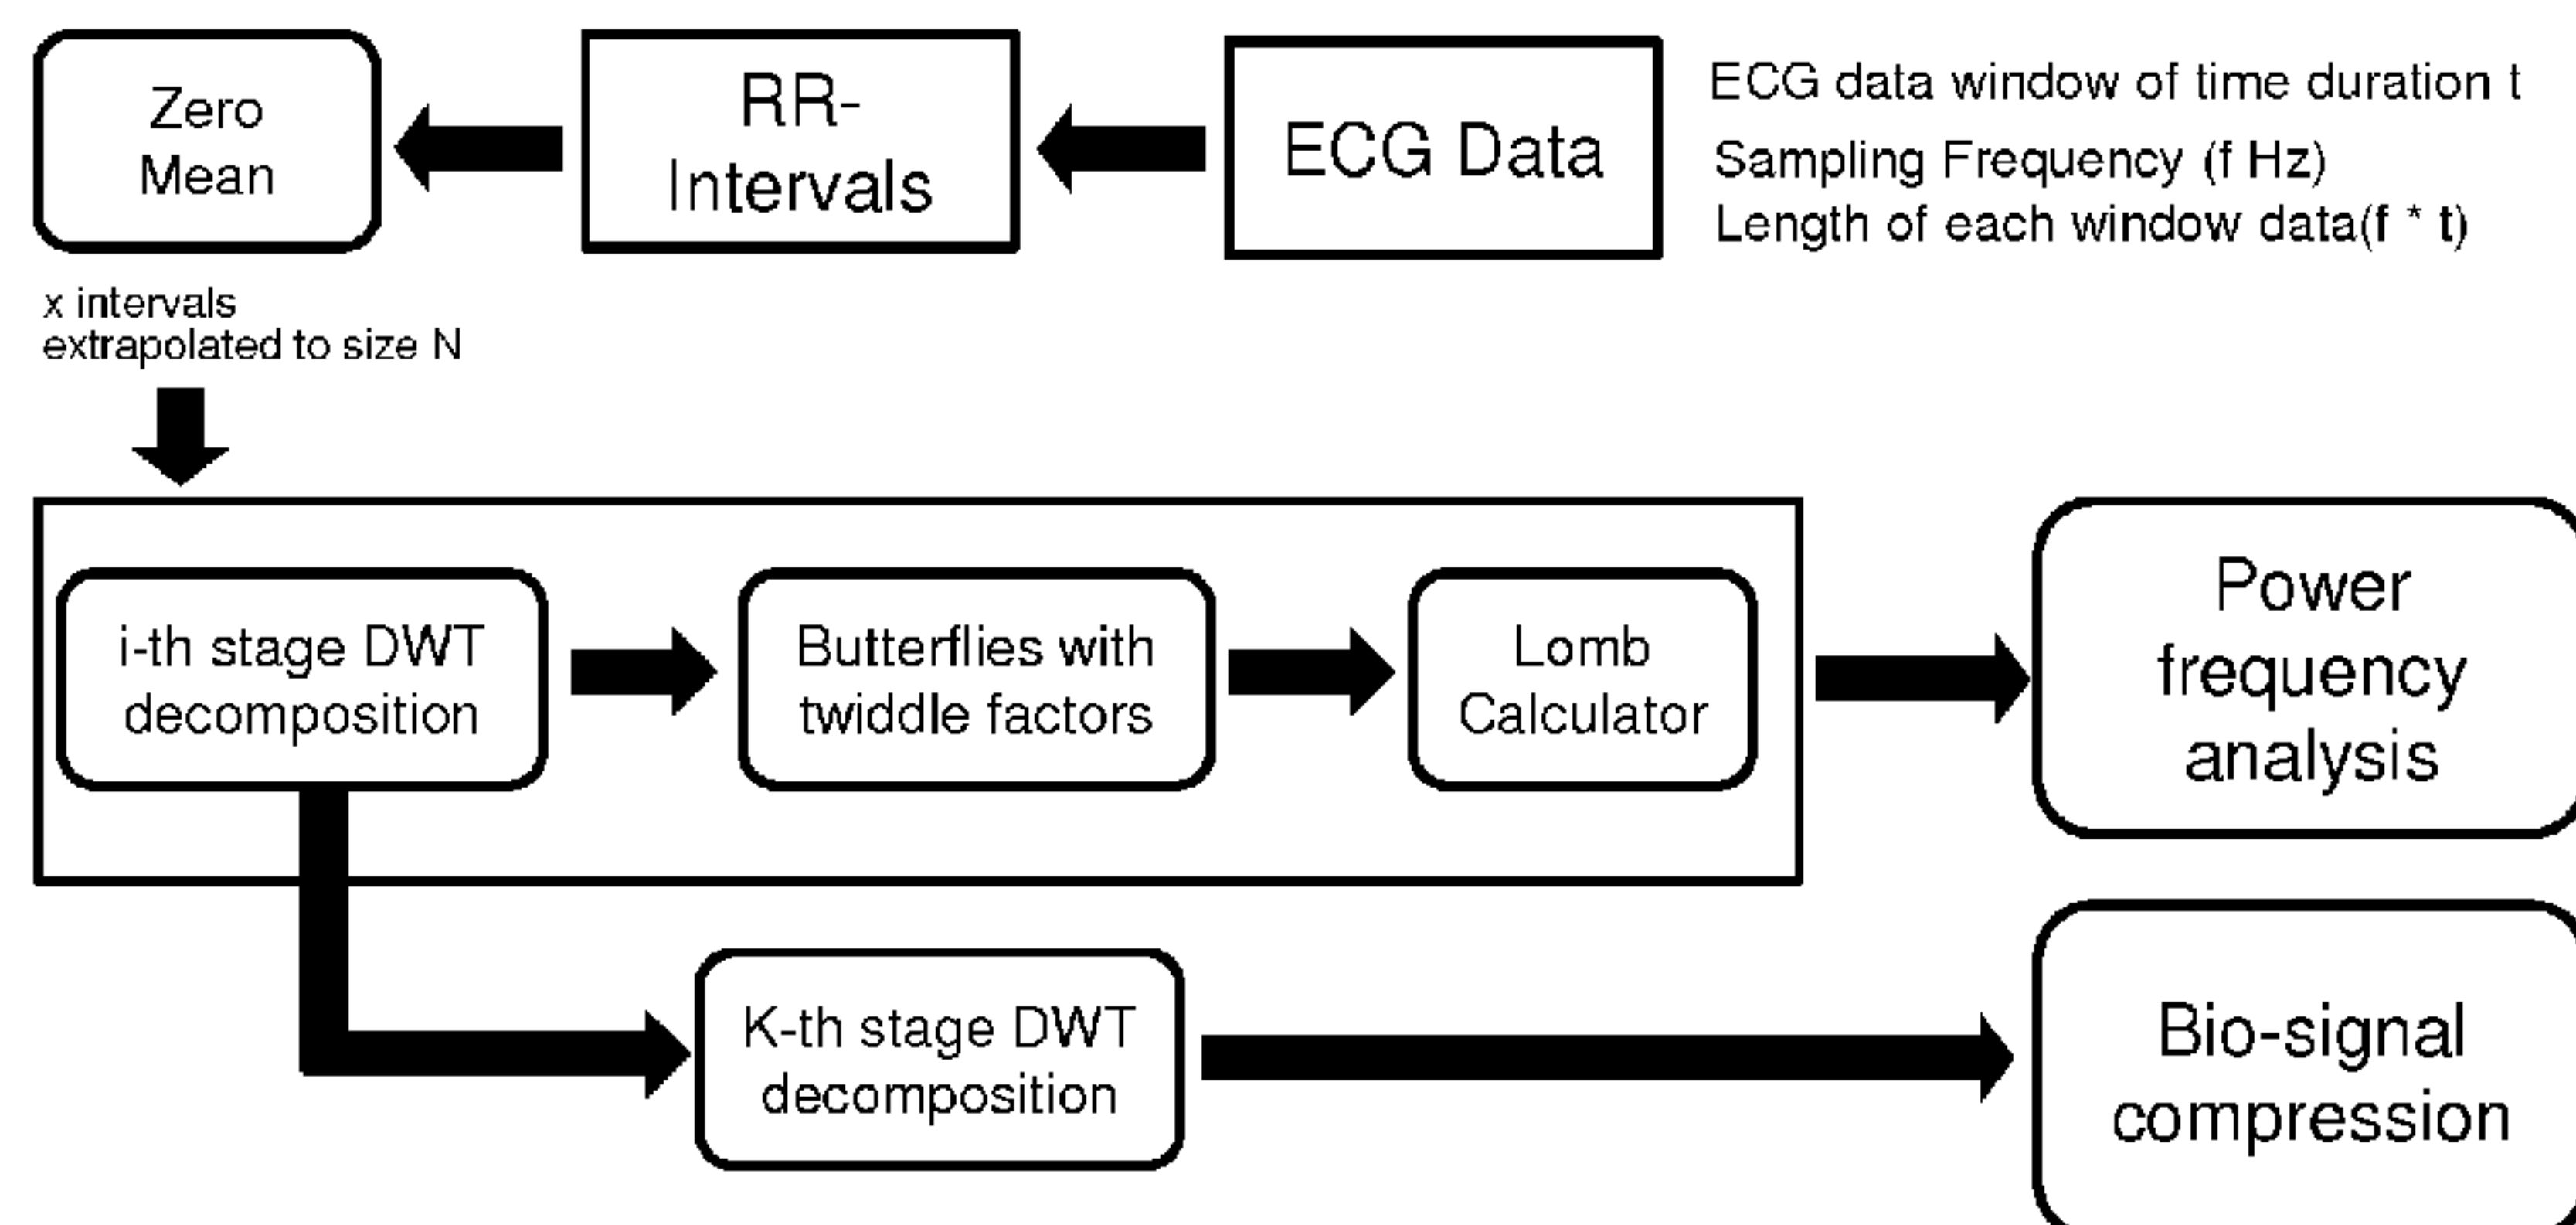 Zero
Mean
RR-
Intervals
ECG Data
ECG data window of time duration t
Sampling Frequency (f Hz)
Length of each window data(f * t)
x intervals
extrapolated to size N
i-th stage DWT
decomposition
Butterflies with
twiddle factors
Lomb
Calculator
Power
frequency
analysis
K-th stage DWT
decomposition
Bio-signal
compression